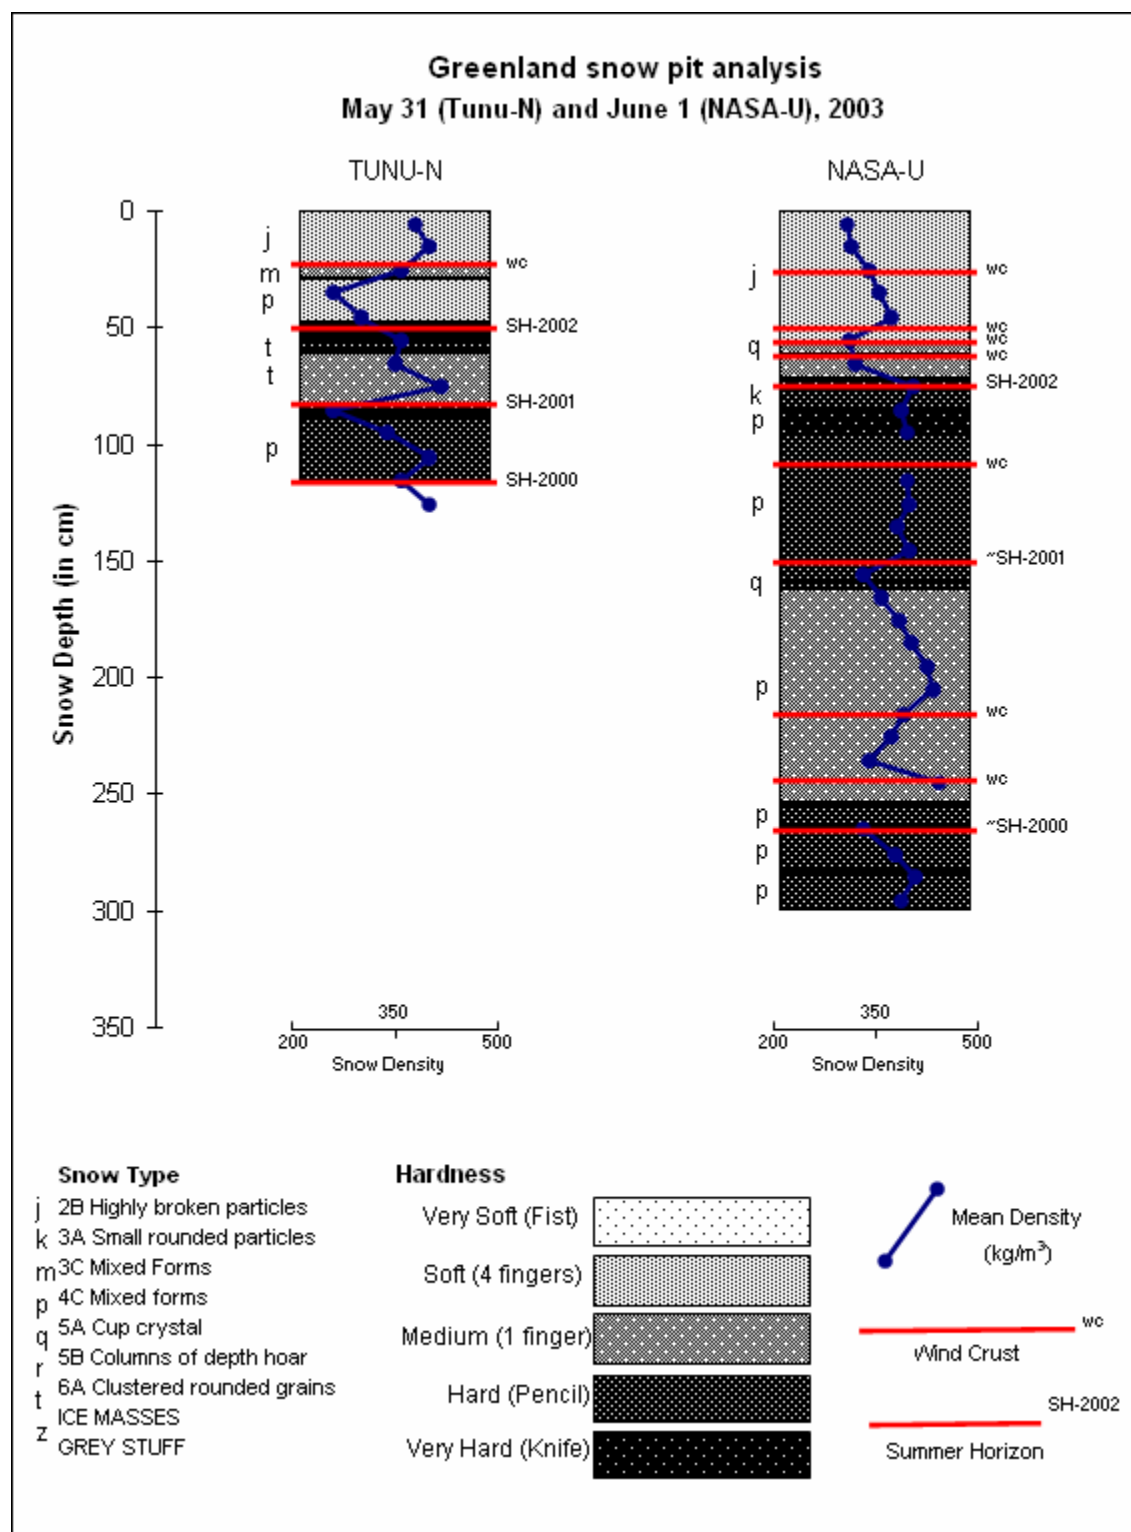 Greenland snow pit analysis
May 31 (Tunu-N) and June 1 (NASA-U), 2003
TUNU-N
NASA-U
Snow Depth (in cm)
0
50
100
150
200
250
300
350
j
m
p
t
t
p
wc
SH-2002
SH-2001
SH-2000
j
q
k
p
p
q
p
p
p
p
wc
wc
wc
wc
SH-2002
wc
~SH-2001
wc
wc
~SH-2000
350
200 500
Snow Density
350
200 500
Snow Density
Snow Type
j 2B Highly broken particles
k 3A Small rounded particles
m 3C Mixed Forms
p 4C Mixed forms
q 5A Cup crystal
r 5B Columns of depth hoar
t 6A Clustered rounded grains
ICE MASSES
z GREY STUFF
Hardness
Very Soft (Fist)
Soft (4 fingers)
Medium (1 finger)
Hard (Pencil)
Very Hard (Knife)
Mean Density
(kg/m³)
wc
Wind Crust
SH-2002
Summer Horizon